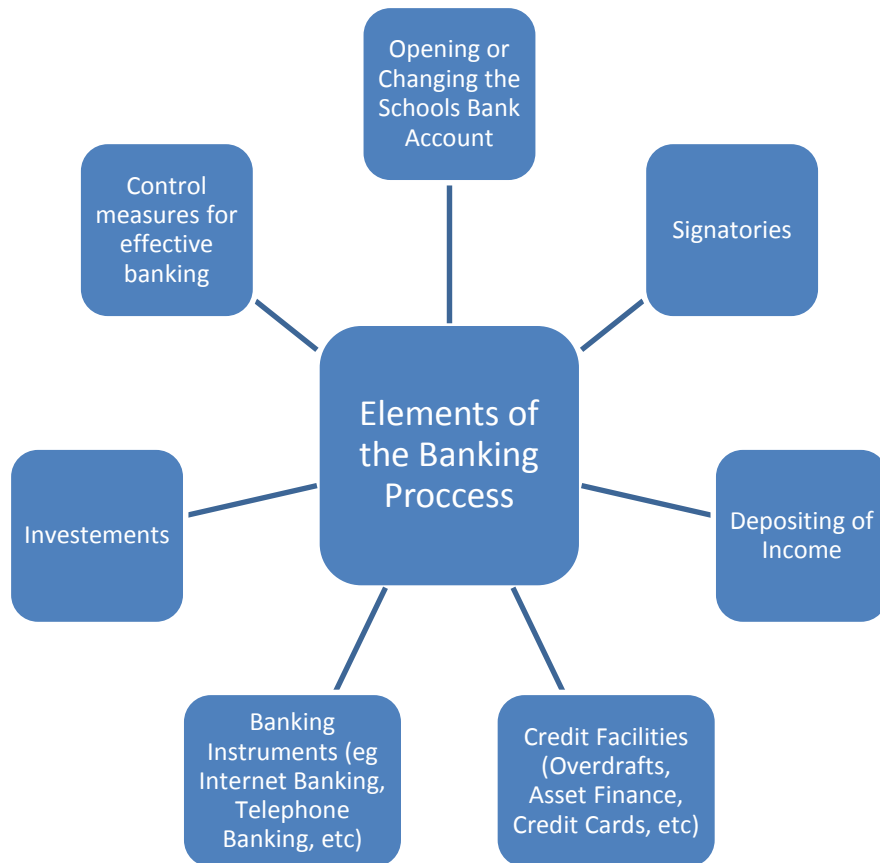 Opening or
Changing the
Schools Bank
Account
Control
measures for
effective
banking
Signatories
Elements of
the Banking
Proccess
Investements
Depositing of
Income
Banking
Instruments (eg
Internet Banking,
Telephone
Banking, etc)
Credit Facilities
(Overdrafts,
Asset Finance,
Credit Cards, etc)